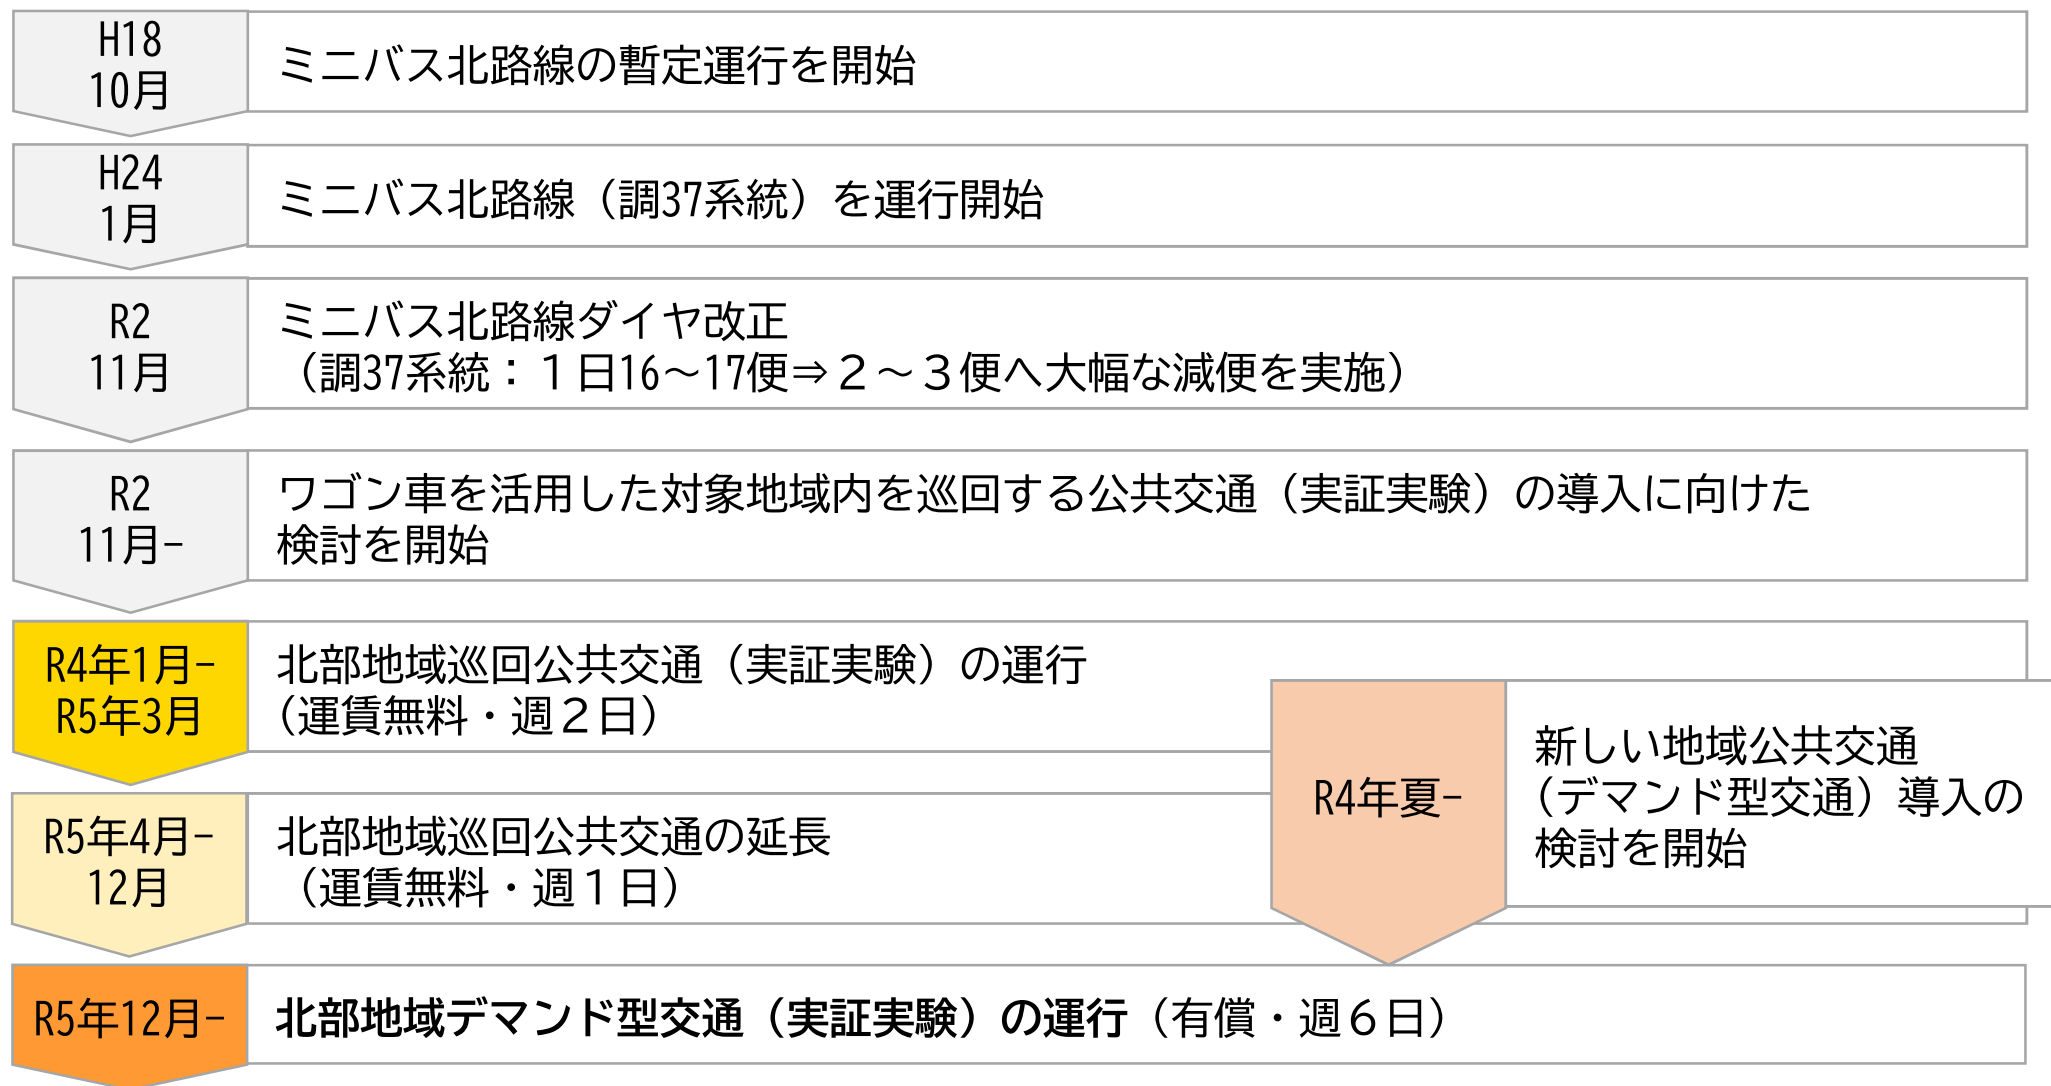 H18
10月
ミニバス北路線の暫定運行を開始
H24
1月
ミニバス北路線（調37系統）を運行開始
R2
11月
ミニバス北路線ダイヤ改正
（調37系統：１日16～17便⇒２～３便へ大幅な減便を実施）
R2
11月-
ワゴン車を活用した対象地域内を巡回する公共交通（実証実験）の導入に向けた
検討を開始
R4年1月-
R5年3月
北部地域巡回公共交通（実証実験）の運行
（運賃無料・週２日）
R4年夏-
新しい地域公共交通
（デマンド型交通）導入の
検討を開始
R5年4月-
12月
北部地域巡回公共交通の延長
（運賃無料・週１日）
R5年12月-
北部地域デマンド型交通（実証実験）の運行（有償・週６日）